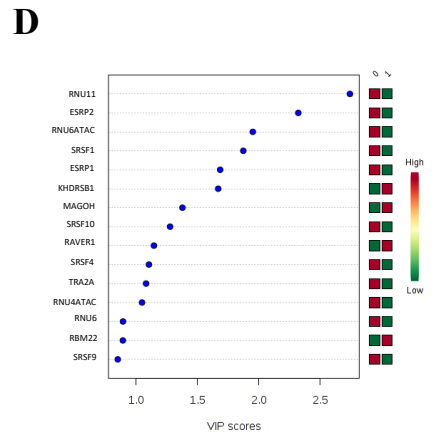 D
0 1
RNU11
ESRP2
RNU6ATAC
SRSF1
ESRP1
KHDRSB1
MAGOH
SRSF10
RAVER1
SRSF4
TRA2A
RNU4ATAC
RNU6
RBM22
SRSF9
High
Low
1.0 1.5 2.0 2.5
VIP scores